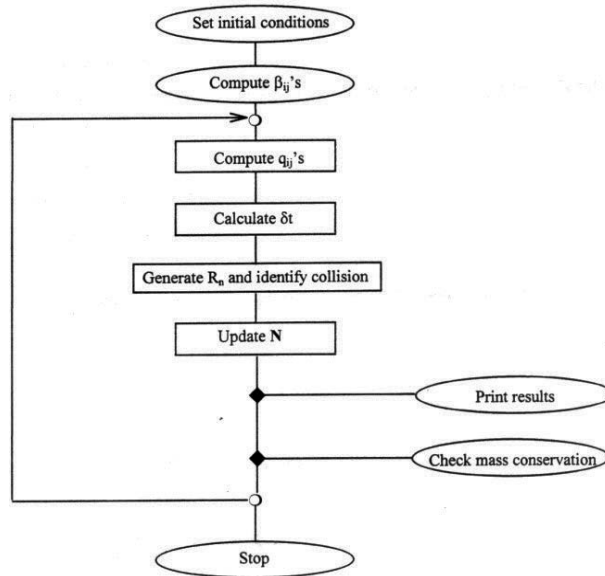 Set initial conditions
Compute βᵢⱼ's
Compute qᵢⱼ's
Calculate δt
Generate Rₙ and identify collision
Update N
Print results
Check mass conservation
Stop